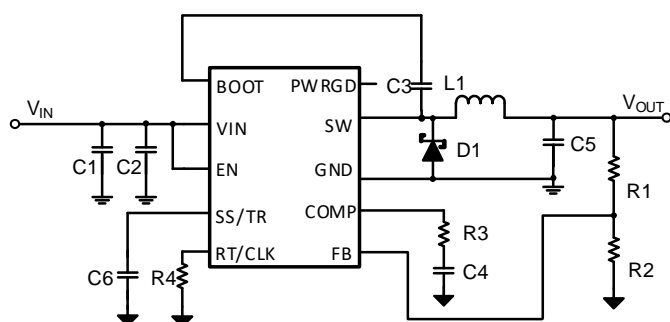 BOOT
PWRGD
C3
L1
VIN
VOUT
VIN
SW
C1
C2
D1
C5
EN
GND
R1
SS/TR
COMP
R3
C6
R4
RT/CLK
FB
C4
R2